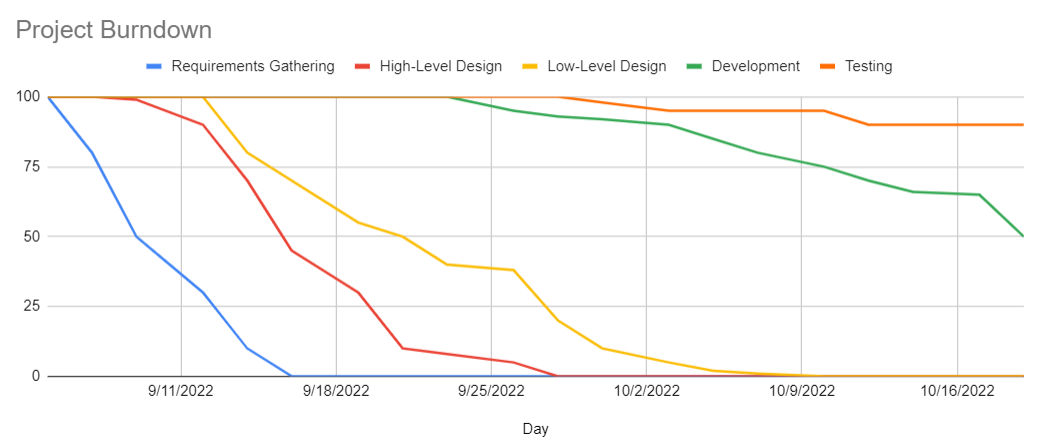 Project Burndown
Requirements Gathering High-Level Design Low-Level Design Development Testing
100
75
50
25
0
9/11/2022 9/18/2022 9/25/2022 10/2/2022 10/9/2022 10/16/2022
Day